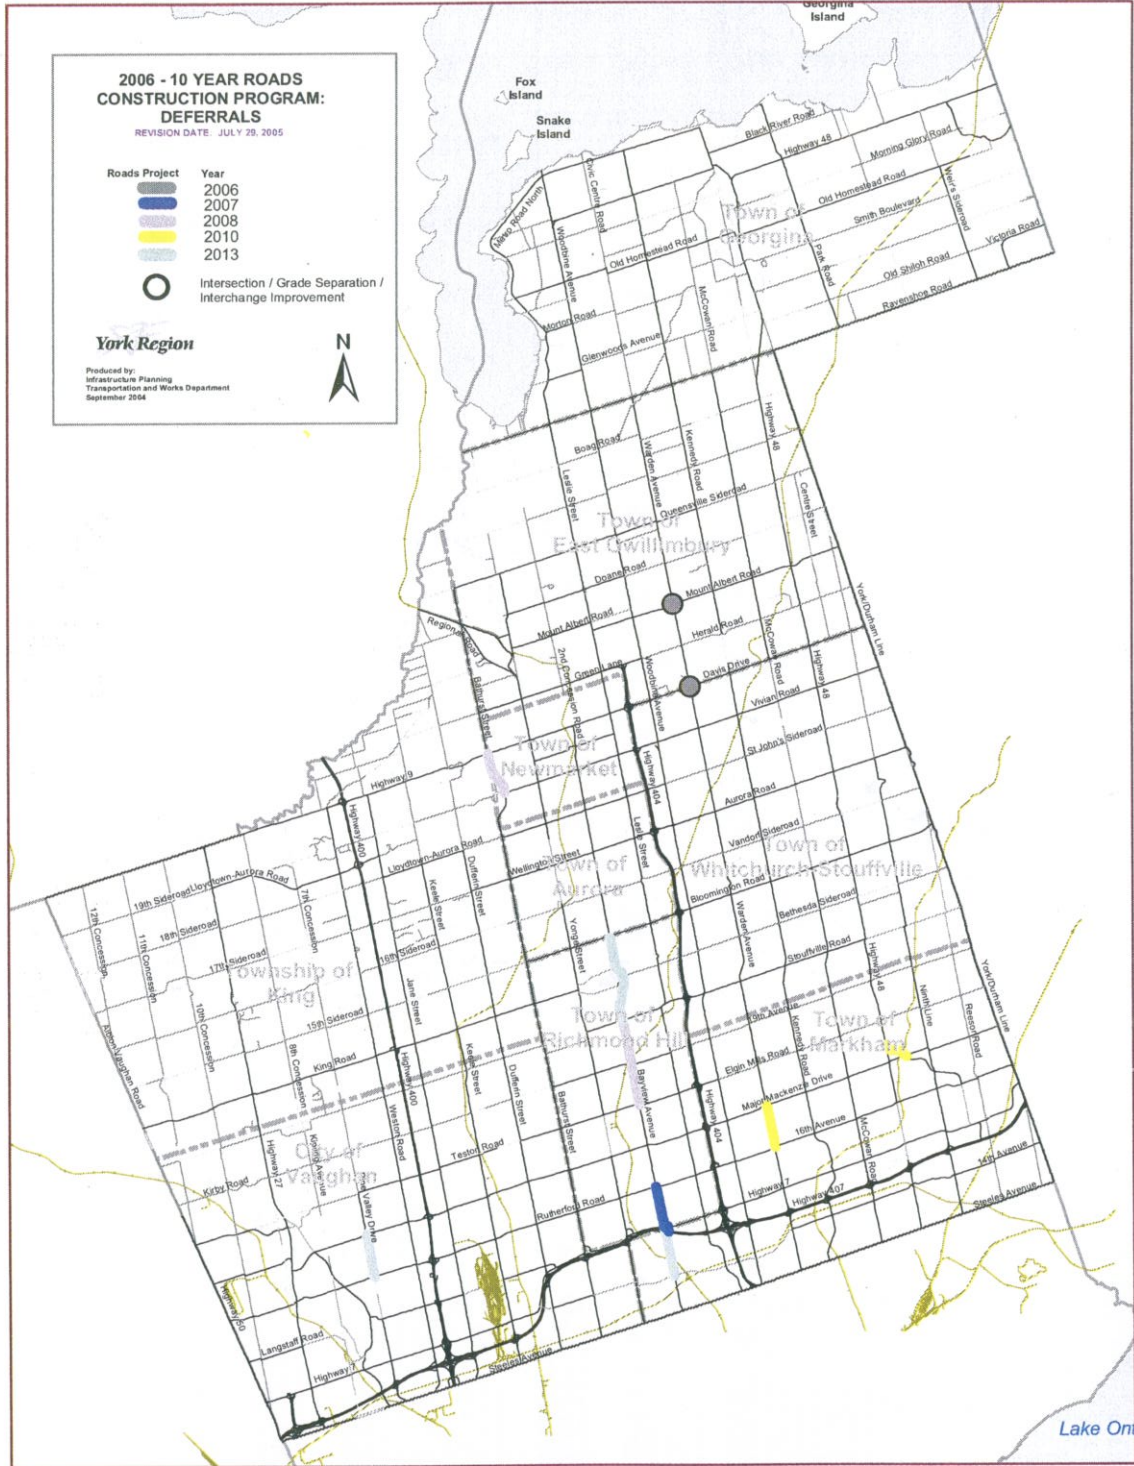 2006 - 10 YEAR ROADS
CONSTRUCTION PROGRAM:
DEFERRALS
REVISION DATE: JULY 29, 2005
Roads Project Year
2006
2007
2008
2010
2013
Intersection / Grade Separation /
Interchange Improvement
York Region
N
Produced by:
Infrastructure Planning
Transportation and Works Department
September 2004
Georgina
Island
Fox
Island
Snake
Island
Black River Road
Highway 48
Morning Glory Road
Metro Road North
Civic Centre Road
Woodbine Avenue
Old Homestead Road
Weir's Sideroad
Smith Boulevard
Town of
Georgina
Old Homestead Road
Park Road
Victoria Road
Old Shiloh Road
Ravenshoe Road
McCowan Road
Morton Road
Glenwoods Avenue
Highway 48
Boag Road
Kennedy Road
Warden Avenue
Leslie Street
Queensville Sideroad
Centre Street
Town of
East Gwillimbury
Doane Road
Mount Albert Road
Mount Albert Road
York/Durham Line
Herald Road
2nd Concession Road
Green Lane
Woodbine Avenue
Davis Drive
McCowan Road
Highway 48
Vivian Road
Bathurst Street
St John's Sideroad
Town of
Newmarket
Highway 404
Highway 9
Aurora Road
Highway 400
Leslie Street
Vandorf Sideroad
Town of
Whitchurch-Stouffville
Lloydtown-Aurora Road
Wellington Street
Town of
Aurora
Dufferin Street
Keele Street
Bloomington Road
Warden Avenue
Bethesda Sideroad
19th Sideroad
Lloydtown-Aurora Road
7th Concession
12th Concession
11th Concession
18th Sideroad
17th Sideroad
16th Sideroad
Yonge Street
Stouffville Road
Highway 48
Township of
King
10th Concession
Jane Street
15th Sideroad
King Road
8th Concession
Albion-Vaughan Road
Town of
Richmond Hill
19th Avenue
Town of
Markham
Ninth Line
Reesor Road
York/Durham Line
Elgin Mills Road
Kennedy Road
Keele Street
Dufferin Street
Bathurst Street
Bayview Avenue
Highway 404
Major Mackenzie Drive
16th Avenue
McCowan Road
Highway 400
Weston Road
Teston Road
City of
Vaughan
Kirby Road
Highway 27
Kipling Avenue
Valley Drive
Rutherford Road
Highway 7
Highway 407
14th Avenue
Steeles Avenue
Highway 50
Langstaff Road
Highway 7
Steeles Avenue
Lake Ont